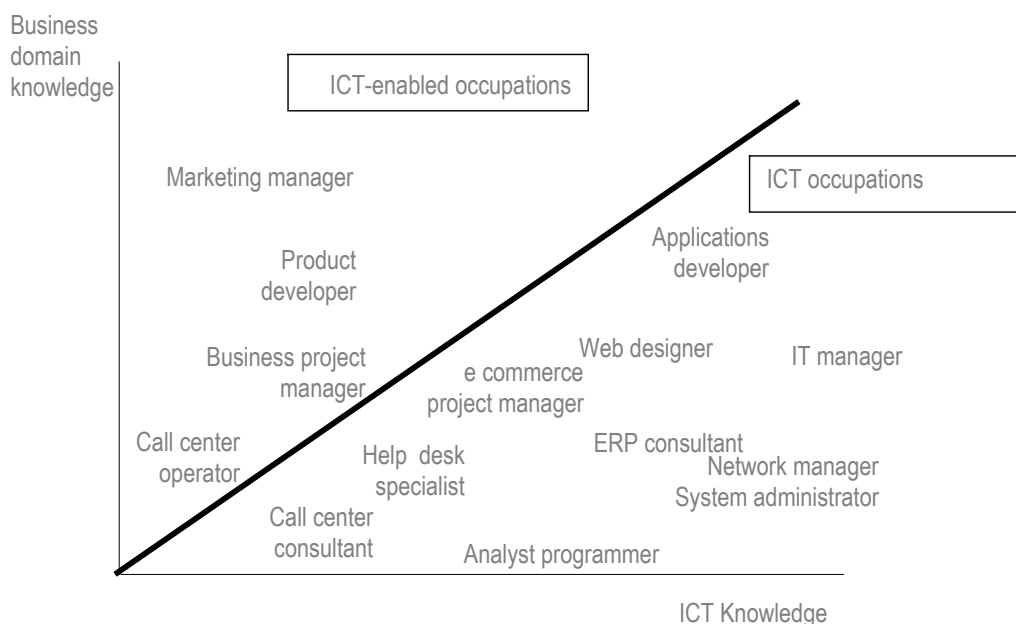 Business
domain
knowledge
ICT-enabled occupations
Marketing manager
ICT occupations
Applications
developer
Product
developer
Web designer
IT manager
Business project
manager
e commerce
project manager
Call center
operator
Help desk
specialist
ERP consultant
Network manager
System administrator
Call center
consultant
Analyst programmer
ICT Knowledge